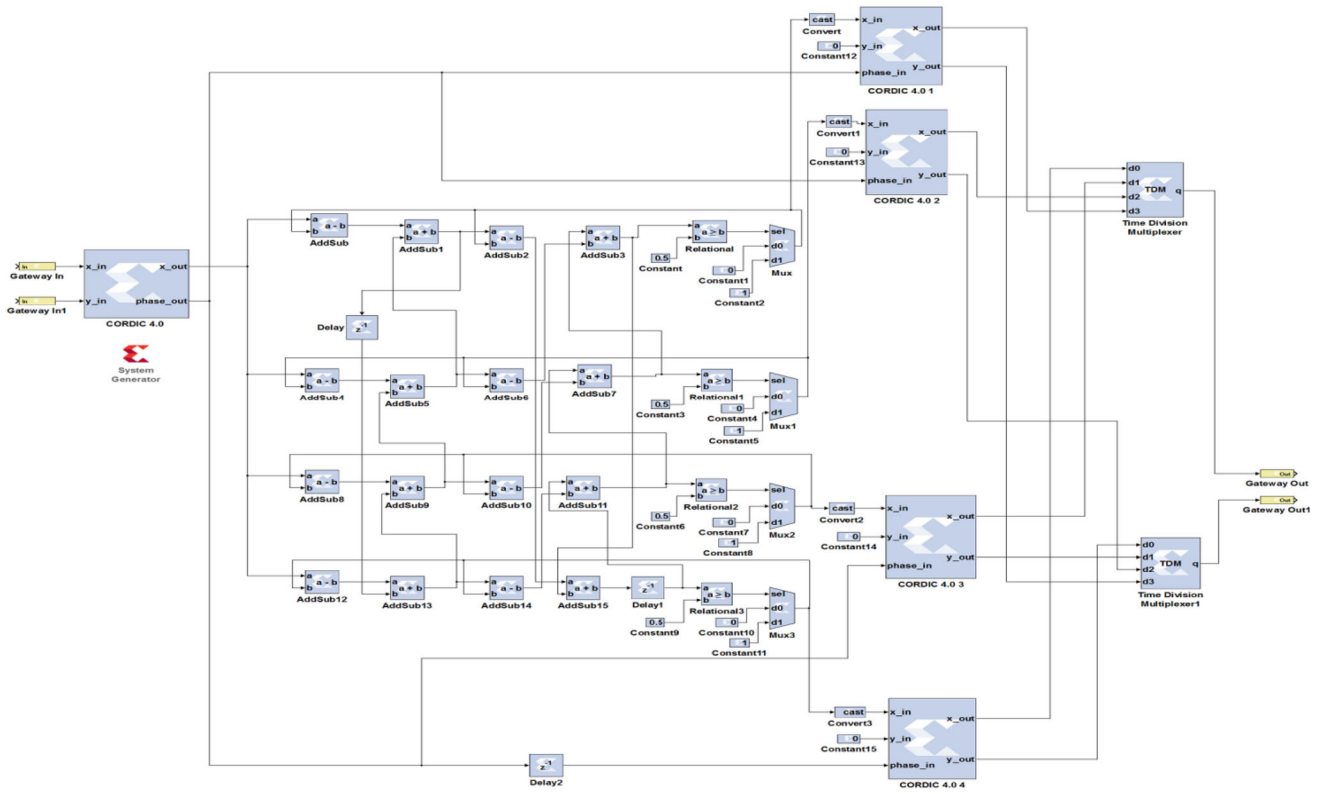 cast
x_in
x_out
Convert
0
y_in
Constant12
y_out
phase_in
CORDIC 4.0 1
cast
x_in
x_out
Convert1
0
y_in
Constant13
y_out
phase_in
CORDIC 4.0 2
d0
d1
TDM
q
d2
d3
Time Division
Multiplexer
a
b
a - b
AddSub
a
b
a + b
AddSub1
a
b
a - b
AddSub2
a
b
a + b
AddSub3
a
b
a ≥ b
Relational
0.5
Constant
0
Constant1
1
Constant2
sel
d0
d1
Mux
In
Gateway In
In
Gateway In1
x_in
x_out
y_in
phase_out
CORDIC 4.0
System
Generator
Delay
z-1
a
b
a - b
AddSub4
a
b
a + b
AddSub5
a
b
a - b
AddSub6
a
b
a + b
AddSub7
a
b
a ≥ b
Relational1
0.5
Constant3
0
Constant4
1
Constant5
sel
d0
d1
Mux1
a
b
a - b
AddSub8
a
b
a + b
AddSub9
a
b
a - b
AddSub10
a
b
a + b
AddSub11
a
b
a ≥ b
Relational2
0.5
Constant6
0
Constant7
1
Constant8
sel
d0
d1
Mux2
cast
Convert2
0
Constant14
x_in
x_out
y_in
y_out
phase_in
CORDIC 4.0 3
Out
Gateway Out
Out
Gateway Out1
d0
d1
TDM
q
d2
d3
Time Division
Multiplexer1
a
b
a - b
AddSub12
a
b
a + b
AddSub13
a
b
a - b
AddSub14
a
b
a + b
AddSub15
z-1
Delay1
a
b
a ≥ b
Relational3
0.5
Constant9
0
Constant10
1
Constant11
sel
d0
d1
Mux3
cast
Convert3
0
Constant15
x_in
x_out
y_in
y_out
phase_in
CORDIC 4.0 4
z-1
Delay2